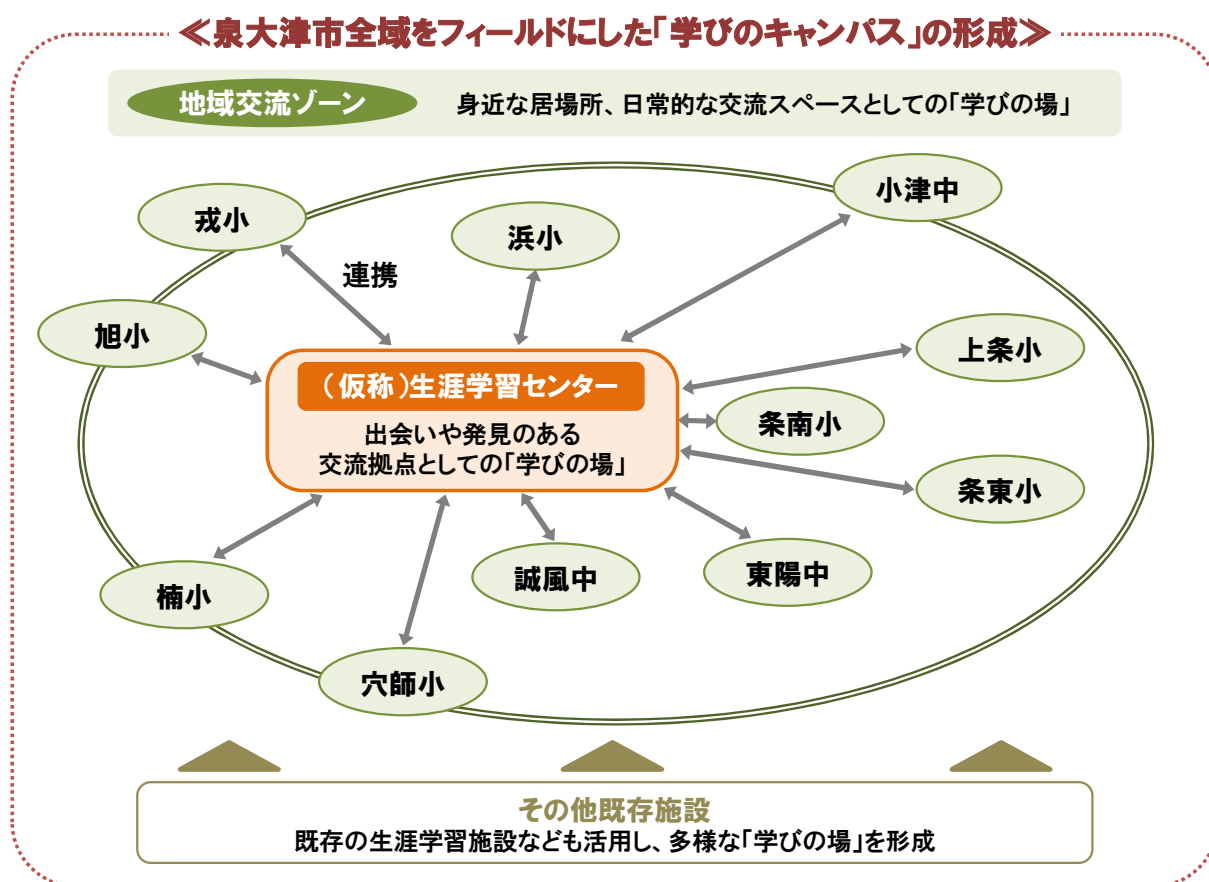 ≪泉大津市全域をフィールドにした「学びのキャンパス」の形成≫
地域交流ゾーン
身近な居場所、日常的な交流スペースとしての「学びの場」
小津中
戎小
浜小
連携
旭小
上条小
（仮称）生涯学習センター
出会いや発見のある
交流拠点としての「学びの場」
条南小
条東小
誠風中
東陽中
楠小
穴師小
その他既存施設
既存の生涯学習施設なども活用し、多様な「学びの場」を形成